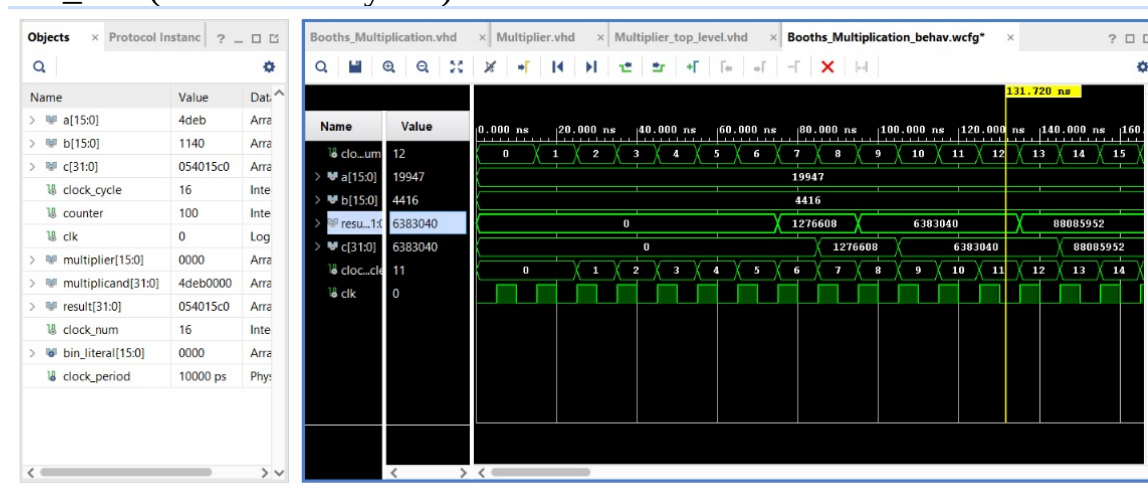 Objects × Protocol Instanc ? _
Name Value Dat
a[15:0] 4deb Arra
b[15:0] 1140 Arra
c[31:0] 054015c0 Arra
clock_cycle 16 Inte
counter 100 Inte
clk 0 Log
multiplier[15:0] 0000 Arra
multiplicand[31:0] 4deb0000 Arra
result[31:0] 054015c0 Arra
clock_num 16 Inte
bin_literal[15:0] 0000 Arra
clock_period 10000 ps Phys
Booths_Multiplication.vhd × Multiplier.vhd × Multiplier_top_level.vhd × Booths_Multiplication_behav.wcfg* × ?
131.720 ns
Name Value 0.000 ns 20.000 ns 40.000 ns 60.000 ns 80.000 ns 100.000 ns 120.000 ns 140.000 ns 160.
clo...um 12 0 1 2 3 4 5 6 7 8 9 10 11 12 13 14 15
a[15:0] 19947 19947
b[15:0] 4416 4416
resu...1:0 6383040 0 1276608 6383040 88085952
c[31:0] 6383040 0 1276608 6383040 88085952
cloc...cle 11 0 1 2 3 4 5 6 7 8 9 10 11 12 13 14
clk 0